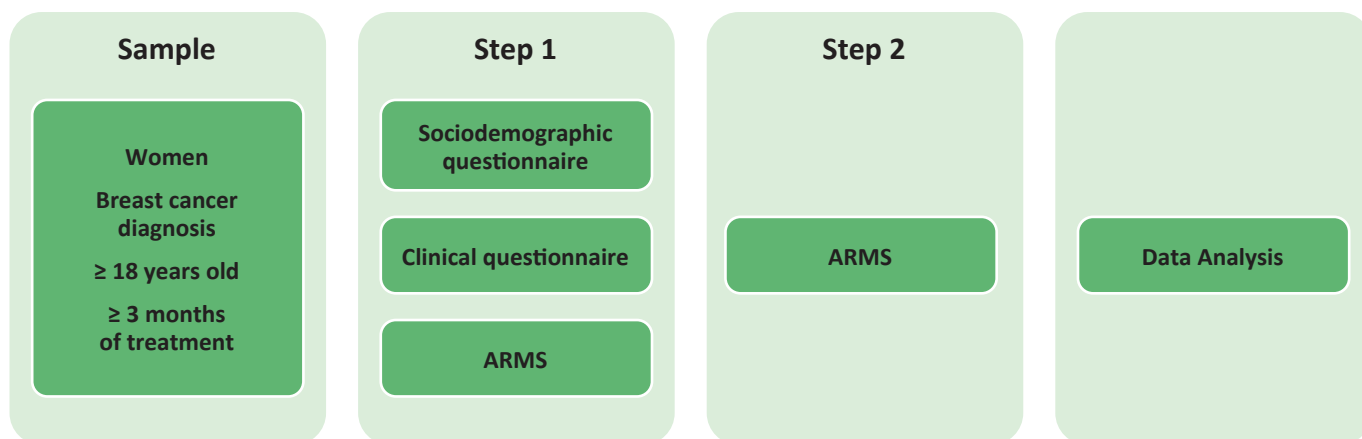 Sample
Women
Breast cancer
diagnosis
≥ 18 years old
≥ 3 months
of treatment
Step 1
Sociodemographic
questionnaire
Clinical questionnaire
ARMS
Step 2
ARMS
Data Analysis